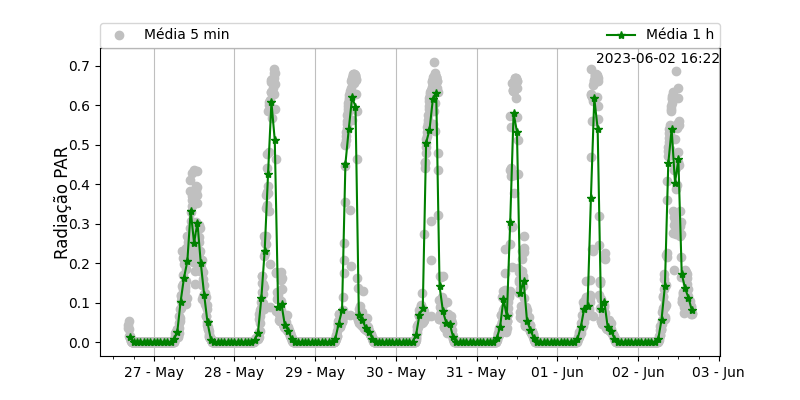 Média 5 min
Média 1 h
2023-06-02 16:22
Radiação PAR
0.7
0.6
0.5
0.4
0.3
0.2
0.1
0.0
27 - May
28 - May
29 - May
30 - May
31 - May
01 - Jun
02 - Jun
03 - Jun